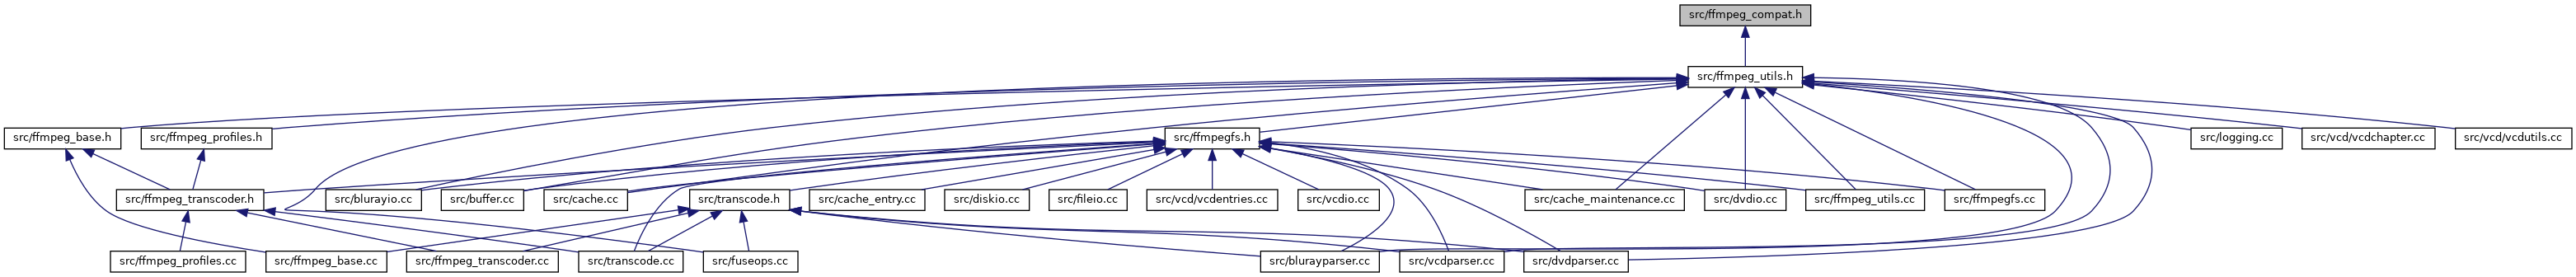 src/ffmpeg_compat.h
src/ffmpeg_utils.h
src/ffmpeg_base.h
src/ffmpeg_profiles.h
src/ffmpegfs.h
src/logging.cc
src/vcd/vcdchapter.cc
src/vcd/vcdutils.cc
src/ffmpeg_transcoder.h
src/blurayio.cc
src/buffer.cc
src/cache.cc
src/transcode.h
src/cache_entry.cc
src/diskio.cc
src/fileio.cc
src/vcd/vcdentries.cc
src/vcdio.cc
src/cache_maintenance.cc
src/dvdio.cc
src/ffmpeg_utils.cc
src/ffmpegfs.cc
src/ffmpeg_profiles.cc
src/ffmpeg_base.cc
src/ffmpeg_transcoder.cc
src/transcode.cc
src/fuseops.cc
src/blurayparser.cc
src/vcdparser.cc
src/dvdparser.cc